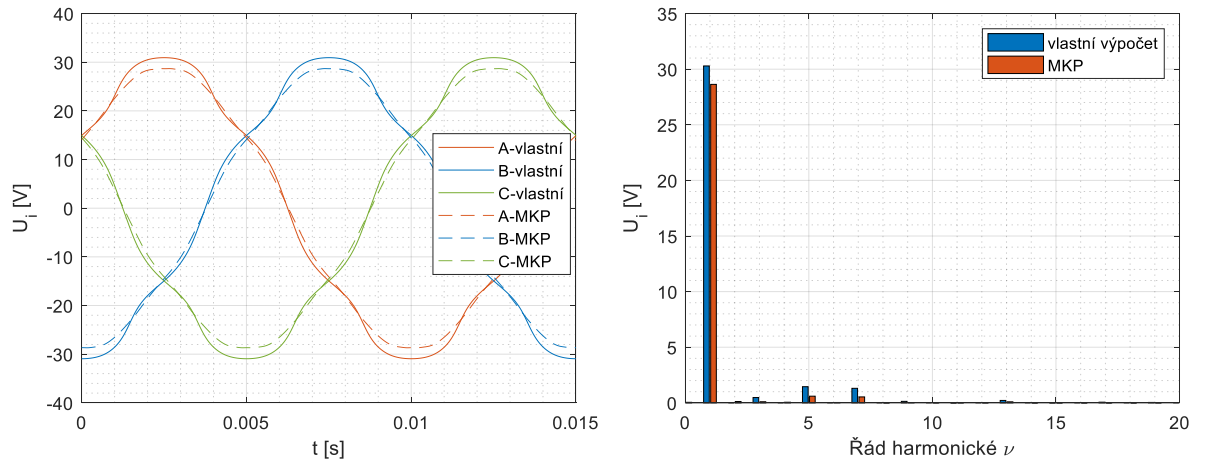 40
30
20
10
0
-10
-20
-30
-40
U_i [V]
0
0.005
0.01
0.015
t [s]
A-vlastní
B-vlastní
C-vlastní
A-MKP
B-MKP
C-MKP
35
30
25
20
15
10
5
0
U_i [V]
0
5
10
15
20
Řád harmonické ν
vlastní výpočet
MKP